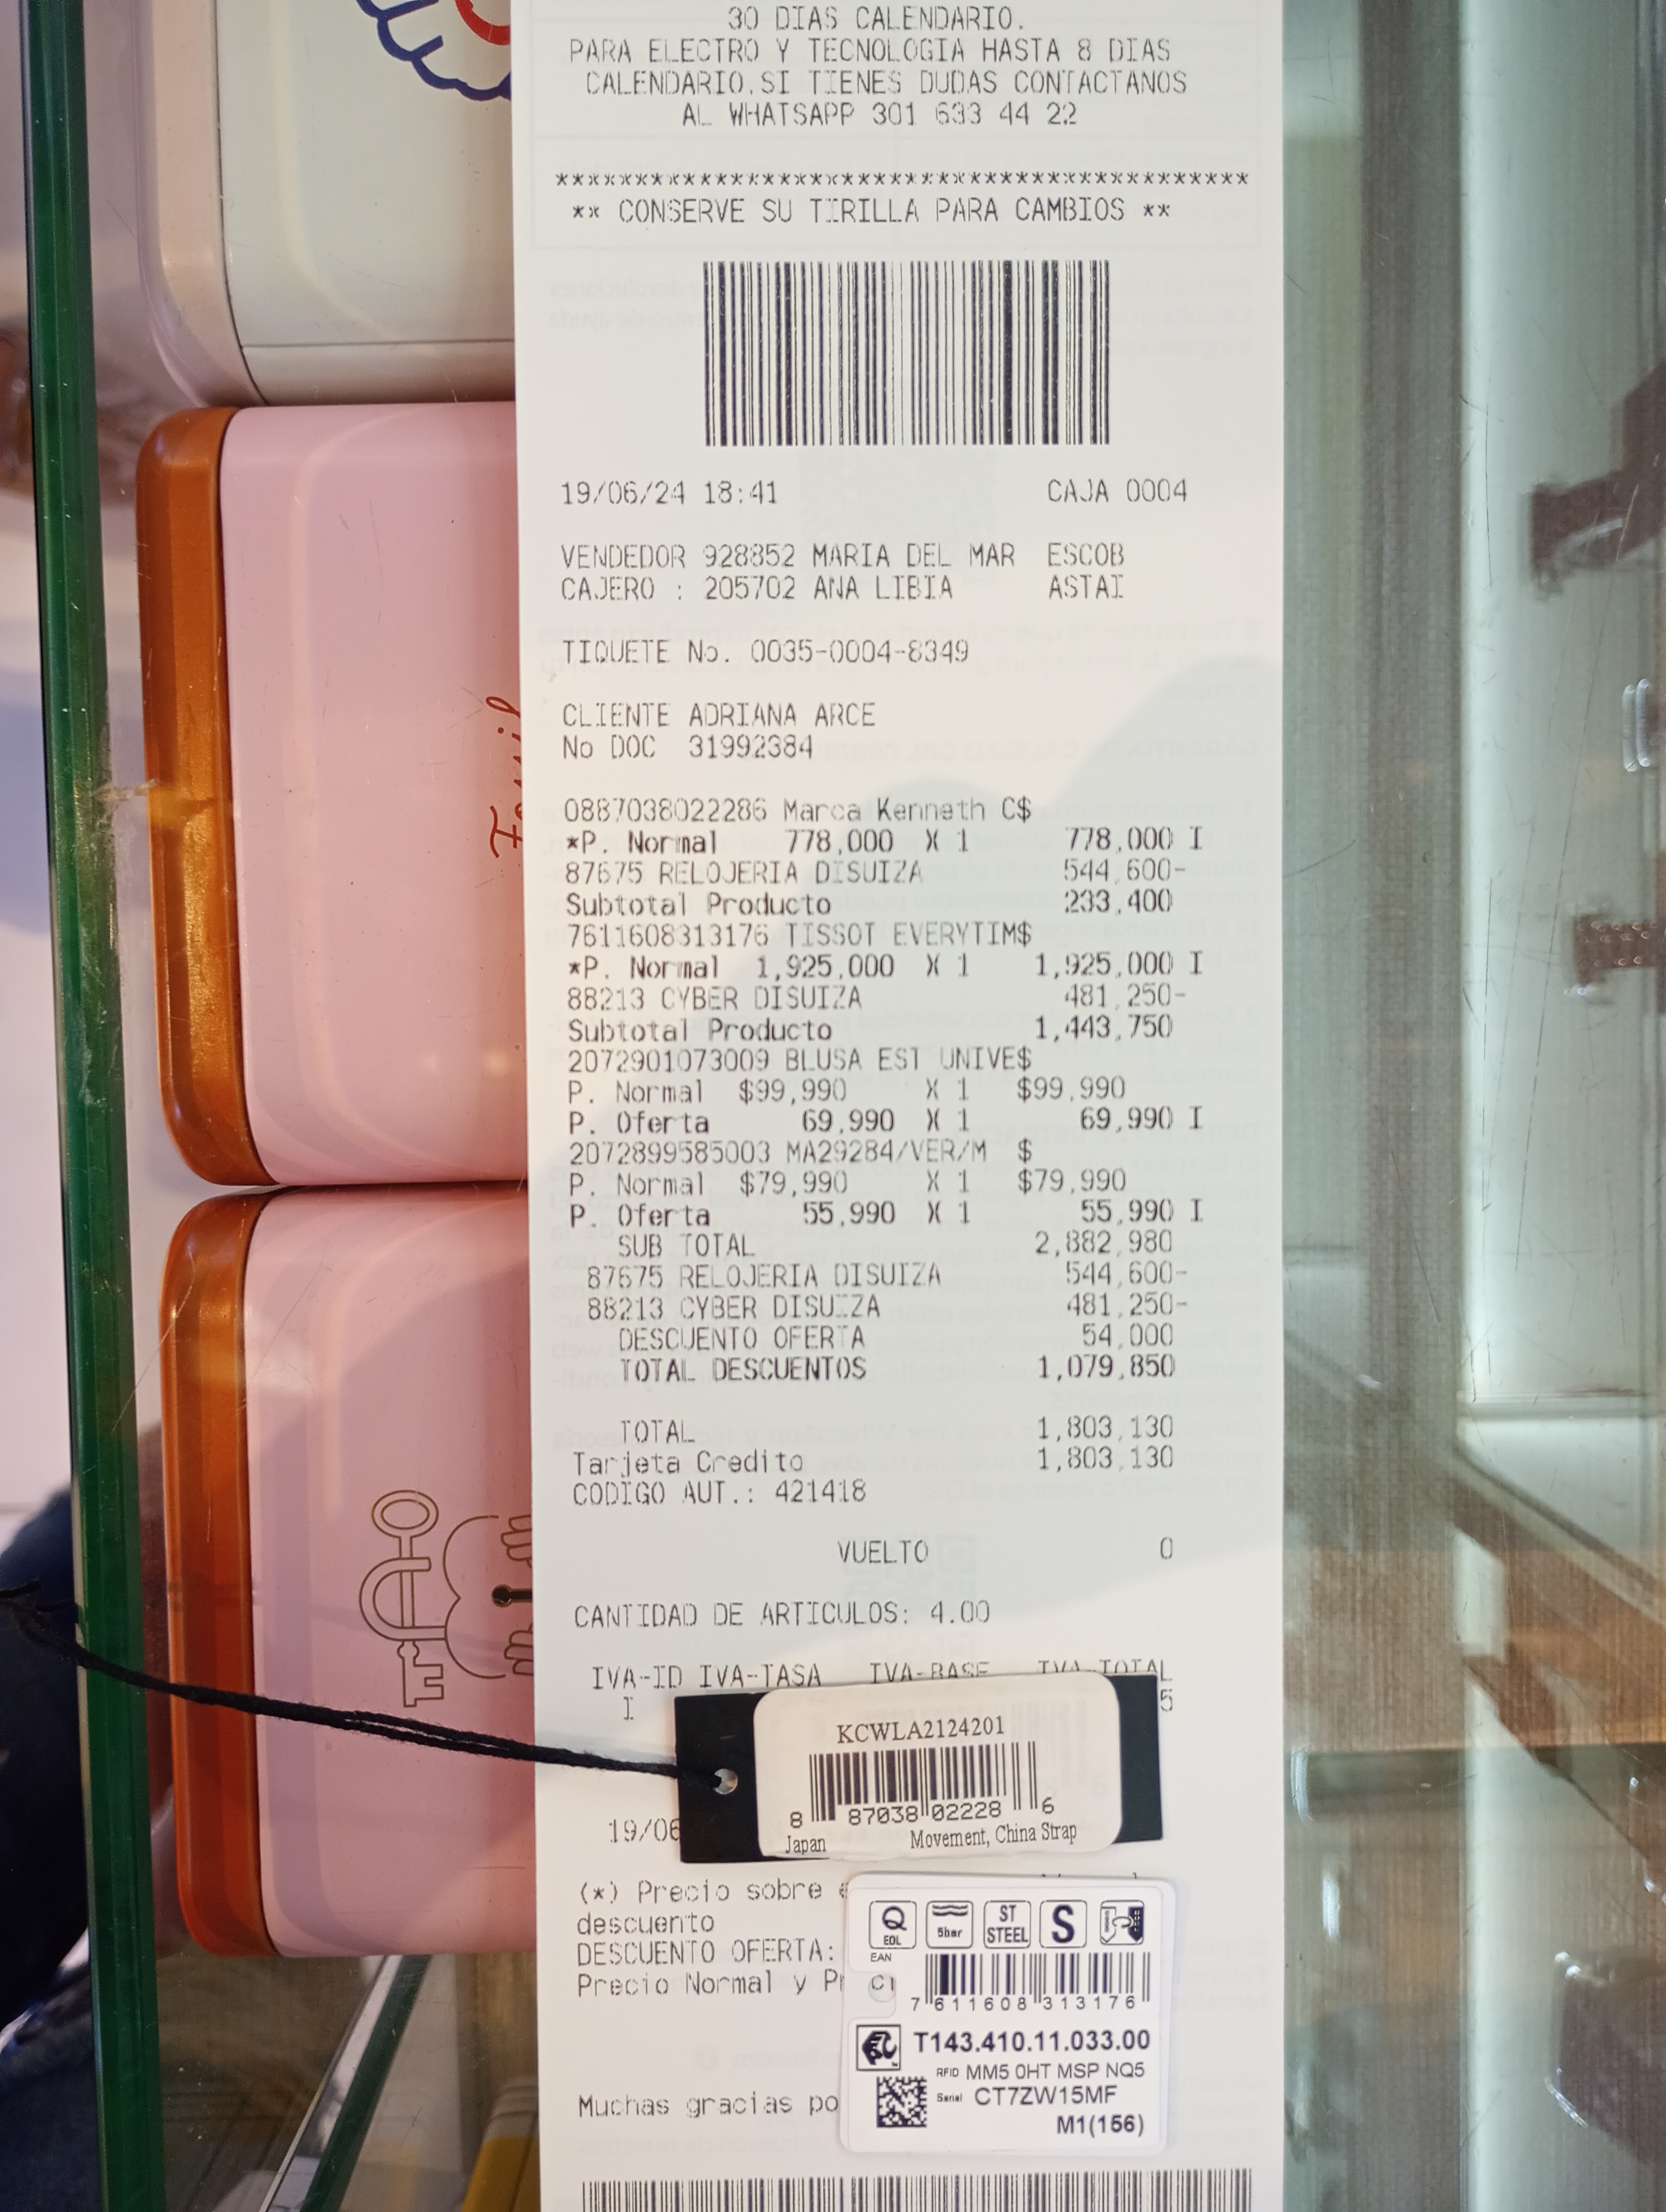 30 DIAS CALENDARIO.
PARA ELECTRO Y TECNOLOGIA HASTA 8 DIAS
CALENDARIO.SI TIENES DUDAS CONTACTANOS
AL WHATSAPP 301 633 44 22
********************************************
** CONSERVE SU TIRILLA PARA CAMBIOS **
19/06/24 18:41 CAJA 0004
VENDEDOR 928852 MARIA DEL MAR ESCOB
CAJERO : 205702 ANA LIBIA ASTAI
TIQUETE No. 0035-0004-8349
CLIENTE ADRIANA ARCE
No DOC 31992384
0887038022286 Marca Kenneth C$
*P. Normal 778,000 X 1 778,000 I
87675 RELOJERIA DISUIZA 544,600-
Subtotal Producto 233,400
7611608313176 TISSOT EVERYTIM$
*P. Normal 1,925,000 X 1 1,925,000 I
88213 CYBER DISUIZA 481,250-
Subtotal Producto 1,443,750
2072901073009 BLUSA EST UNIVE$
P. Normal $99,990 X 1 $99,990
P. Oferta 69,990 X 1 69,990 I
2072899585003 MA29284/VER/M $
P. Normal $79,990 X 1 $79,990
P. Oferta 55,990 X 1 55,990 I
SUB TOTAL 2,882,980
87675 RELOJERIA DISUIZA 544,600-
88213 CYBER DISUIZA 481,250-
DESCUENTO OFERTA 54,000
TOTAL DESCUENTOS 1,079,850
TOTAL 1,803,130
Tarjeta Credito 1,803,130
CODIGO AUT.: 421418
VUELTO 0
CANTIDAD DE ARTICULOS: 4.00
IVA-ID IVA-TASA IVA-BASE IVA-TOTAL
I 5
KCWLA2124201
8 87038 02228 6
Japan Movement, China Strap
19/06
(*) Precio sobre
descuento
DESCUENTO OFERTA:
Precio Normal y
Q EOL 5bar ST STEEL S
EAN
C1
7 611608 313176
T143.410.11.033.00
RFID MM5 0HT MSP NQ5
Serial CT7ZW15MF
M1(156)
Muchas gracias